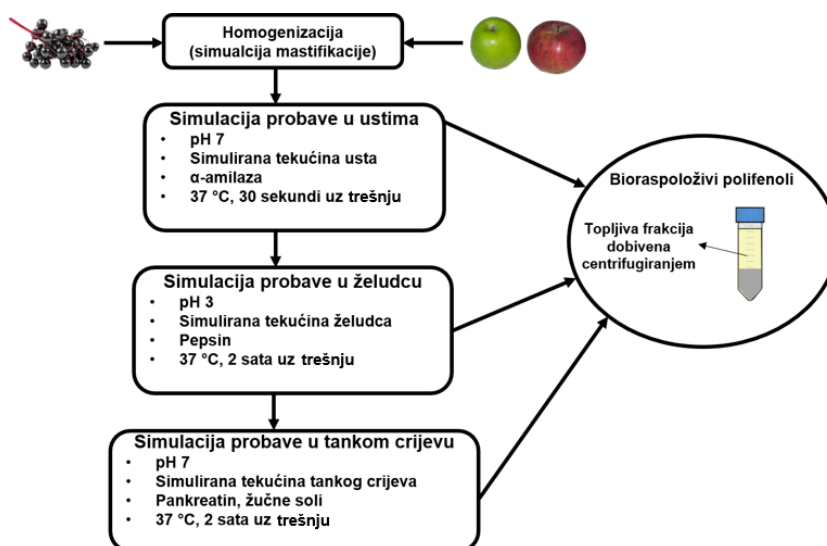 Homogenizacija
(simualcija mastifikacije)
Simulacija probave u ustima
• pH 7
• Simulirana tekućina usta
• α-amilaza
• 37 °C, 30 sekundi uz trešnju
Simulacija probave u želudcu
• pH 3
• Simulirana tekućina želudca
• Pepsin
• 37 °C, 2 sata uz trešnju
Simulacija probave u tankom crijevu
• pH 7
• Simulirana tekućina tankog crijeva
• Pankreatin, žučne soli
• 37 °C, 2 sata uz trešnju
Bioraspoloživi polifenoli
Topljiva frakcija
dobivena
centrifugiranjem